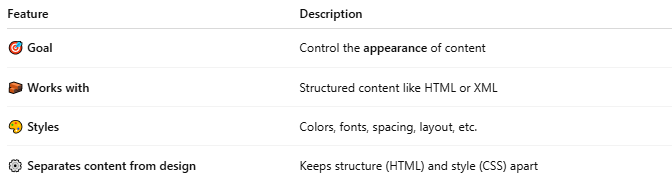 Feature Description
🎯 Goal Control the appearance of content
🧱 Works with Structured content like HTML or XML
🎨 Styles Colors, fonts, spacing, layout, etc.
⚙️ Separates content from design Keeps structure (HTML) and style (CSS) apart